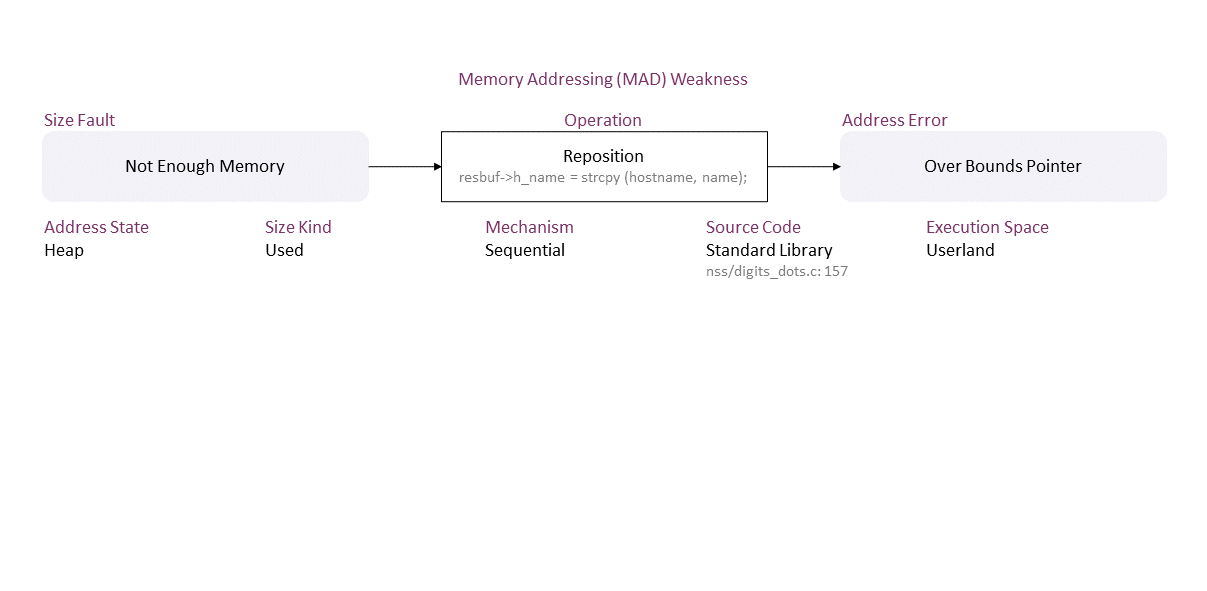 Memory Addressing (MAD) Weakness
Size Fault
Operation
Address Error
Not Enough Memory
Reposition
resbuf->h_name = strcpy (hostname, name);
Over Bounds Pointer
Address State
Heap
Size Kind
Used
Mechanism
Sequential
Source Code
Standard Library
nss/digits_dots.c: 157
Execution Space
Userland